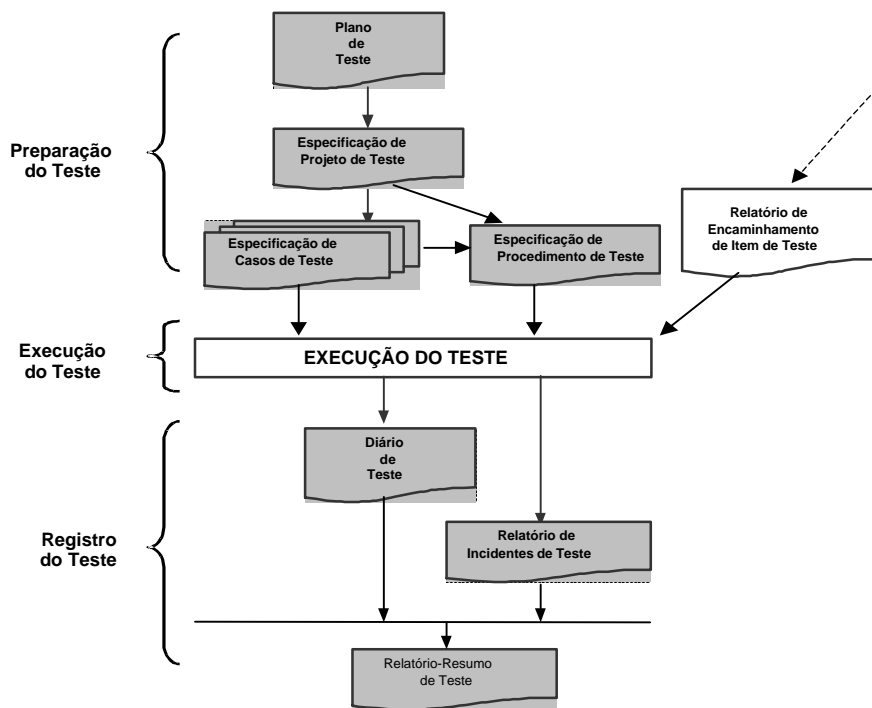 Plano
de
Teste
Preparação
do Teste
Especificação de
Projeto de Teste
Especificação de
Casos de Teste
Especificação de
Procedimento de Teste
Relatório de
Encaminhamento
de Item de Teste
Execução
do Teste
EXECUÇÃO DO TESTE
Registro
do Teste
Diário
de
Teste
Relatório de
Incidentes de Teste
Relatório-Resumo
de Teste